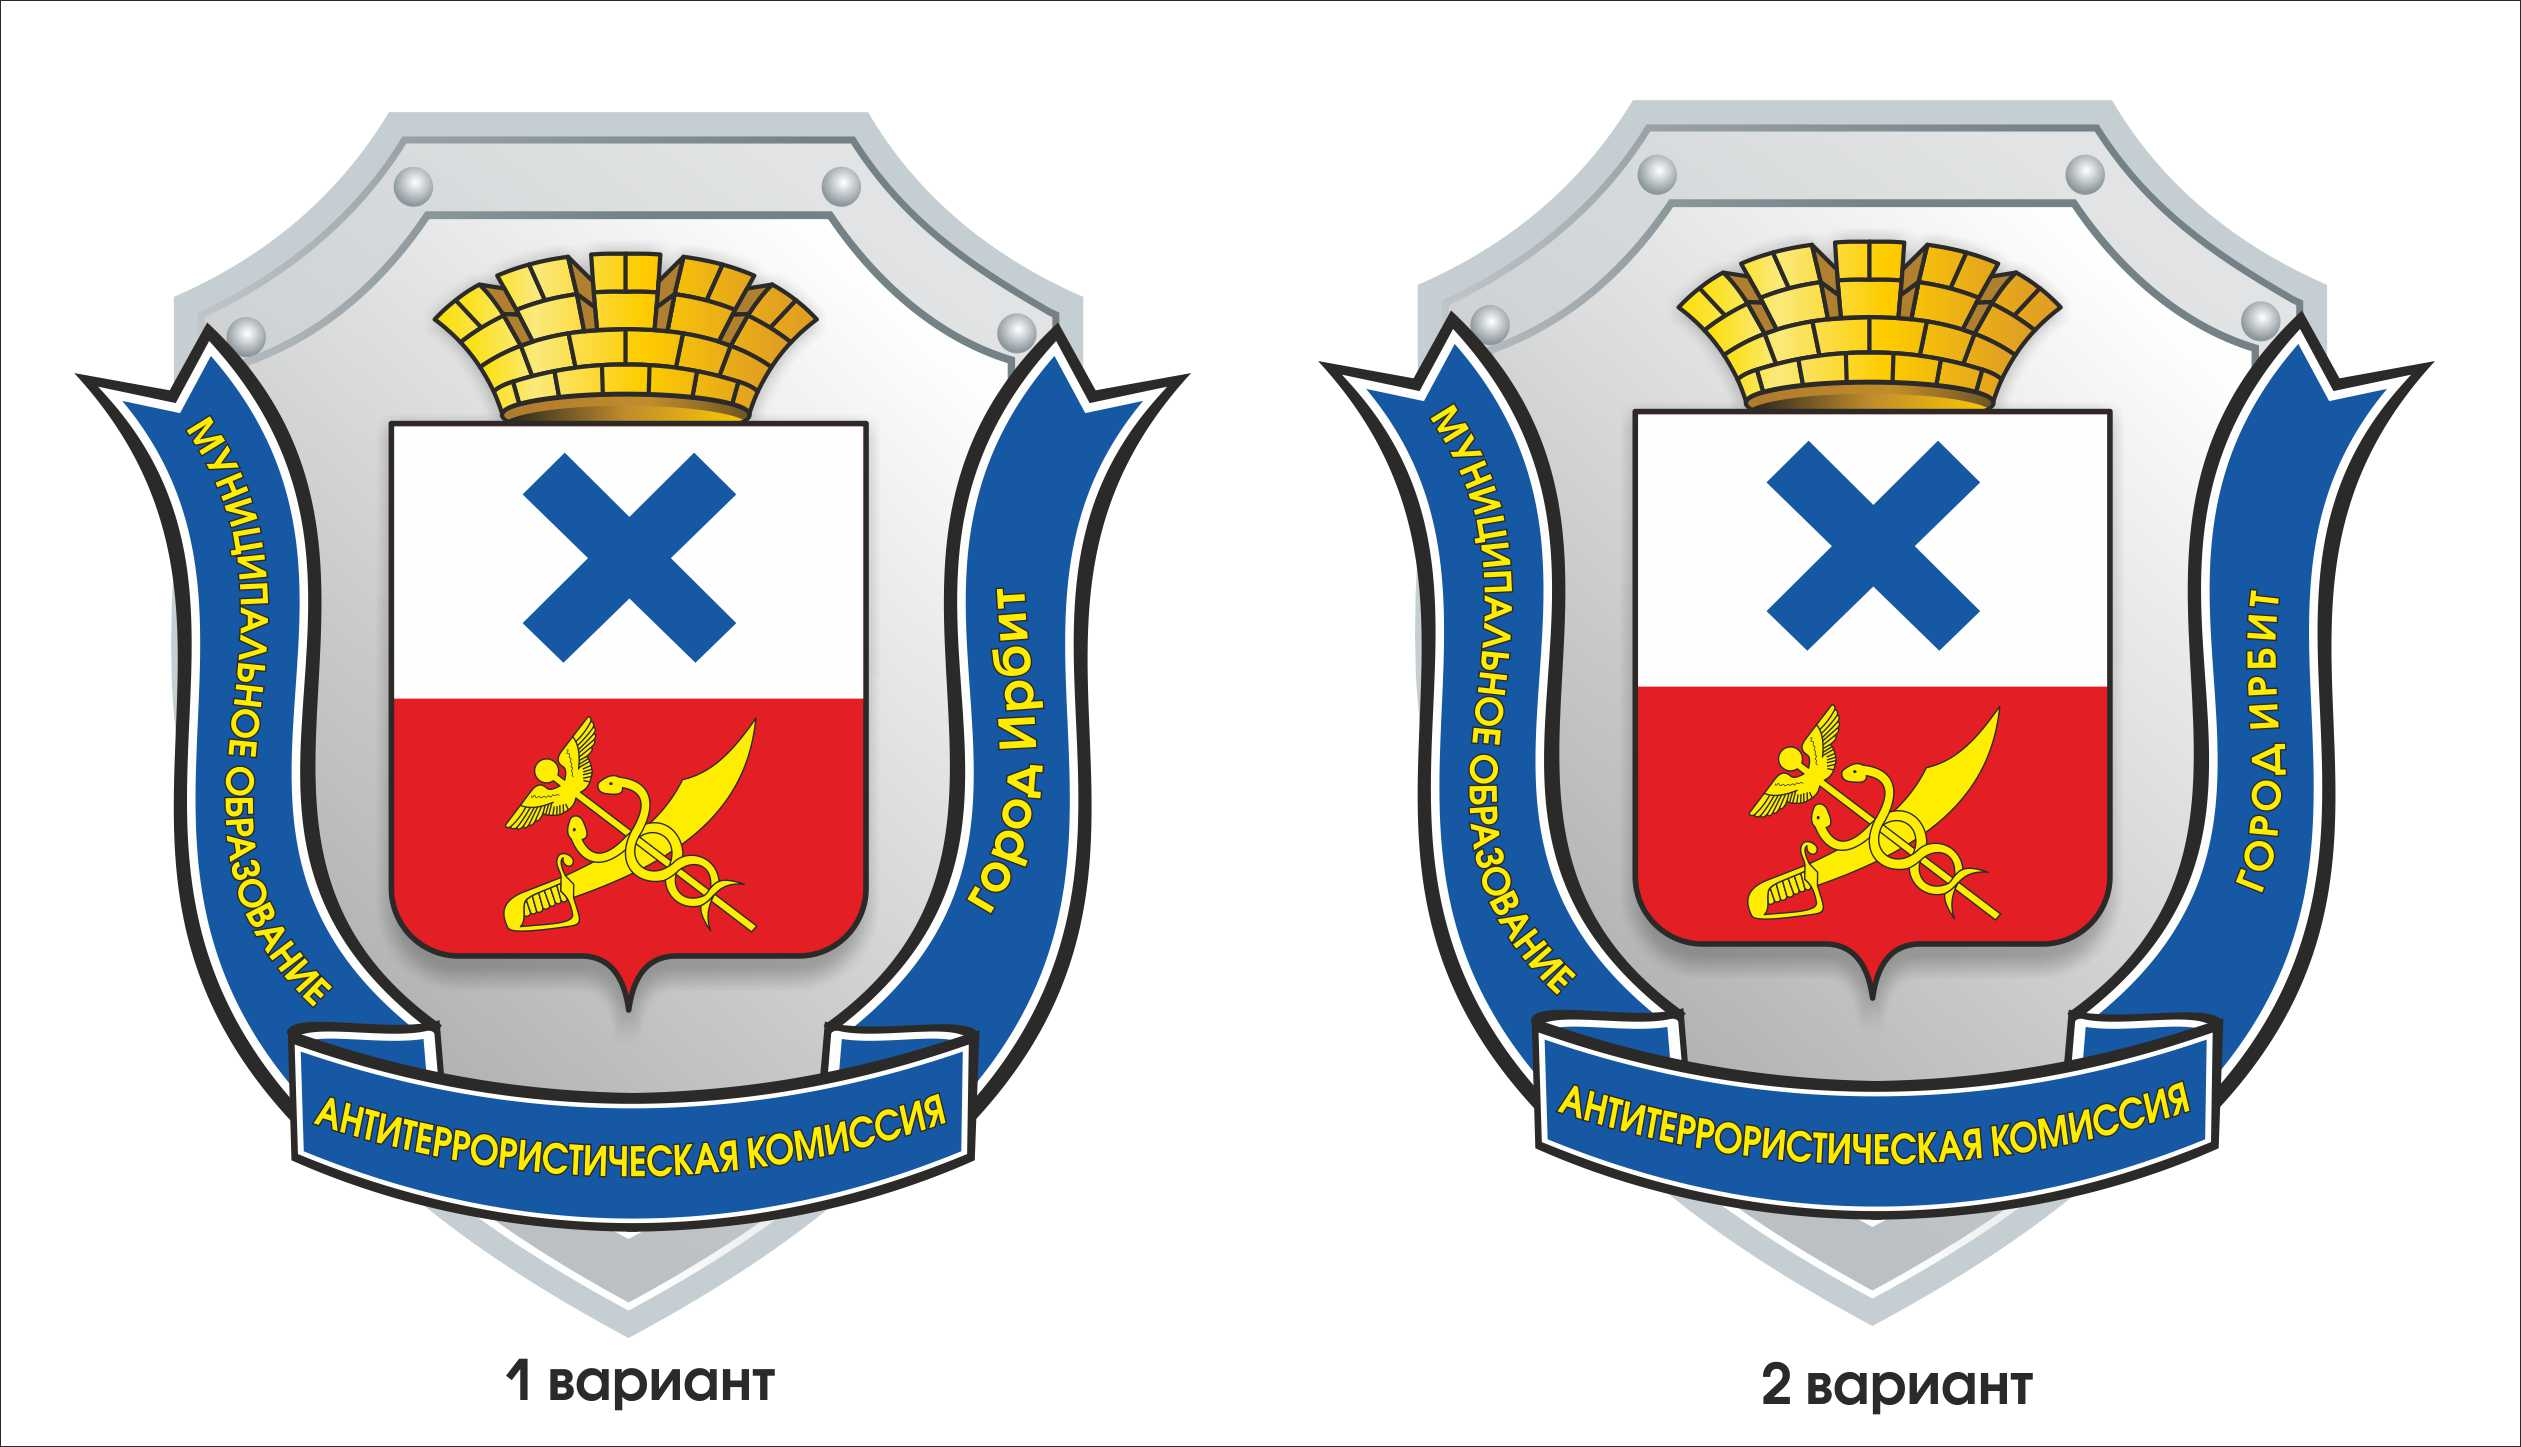 МУНИЦИПАЛЬНОЕ ОБРАЗОВАНИЕ
город Ирбит
АНТИТЕРРОРИСТИЧЕСКАЯ КОМИССИЯ
1 вариант
МУНИЦИПАЛЬНОЕ ОБРАЗОВАНИЕ
ГОРОД ИРБИТ
АНТИТЕРРОРИСТИЧЕСКАЯ КОМИССИЯ
2 вариант